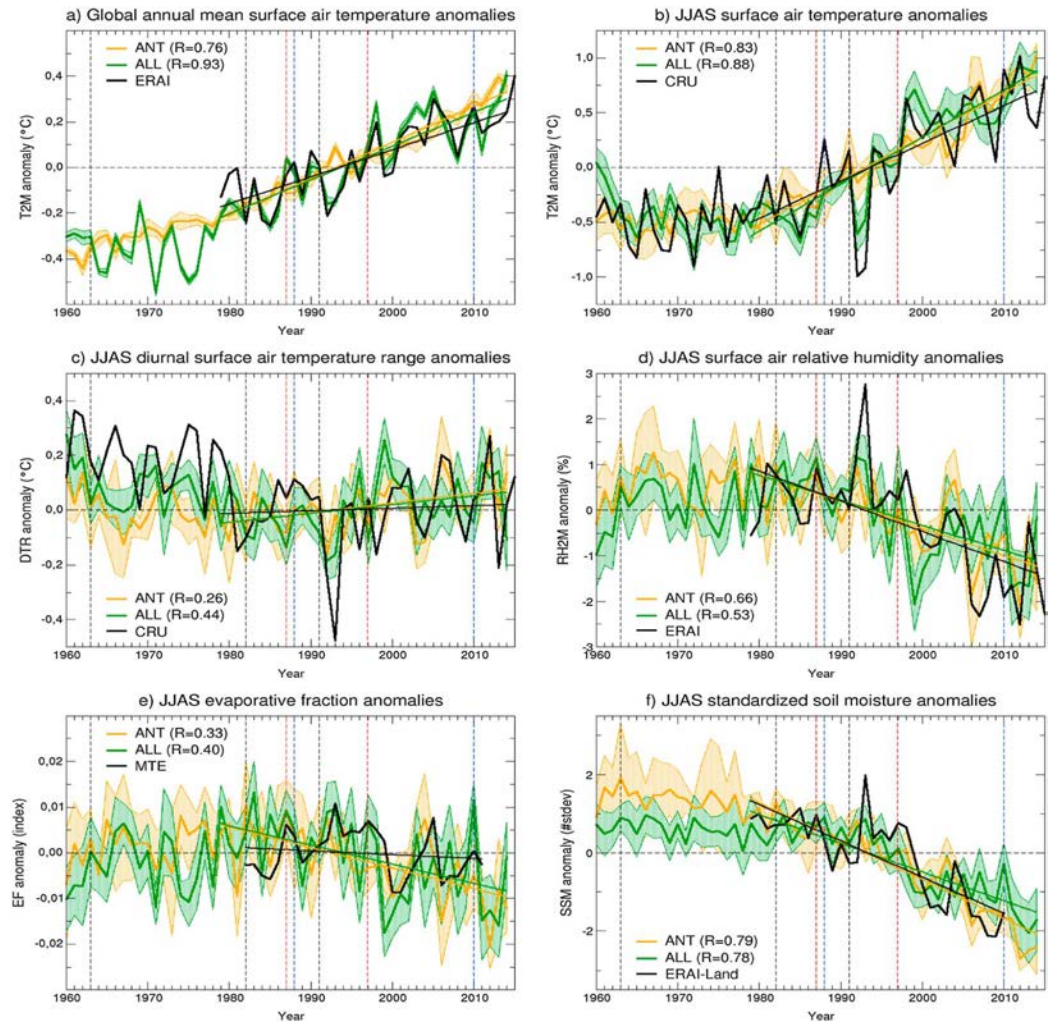 a) Global annual mean surface air temperature anomalies
ANT (R=0.76)
ALL (R=0.93)
ERAI
T2M anomaly (°C)
0,4
0,2
0,0
-0,2
-0,4
1960 1970 1980 1990 2000 2010
Year
b) JJAS surface air temperature anomalies
ANT (R=0.83)
ALL (R=0.88)
CRU
T2M anomaly (°C)
1,0
0,5
0,0
-0,5
-1,0
1960 1970 1980 1990 2000 2010
Year
c) JJAS diurnal surface air temperature range anomalies
DTR anomaly (°C)
0,4
0,2
0,0
-0,2
-0,4
ANT (R=0.26)
ALL (R=0.44)
CRU
1960 1970 1980 1990 2000 2010
Year
d) JJAS surface air relative humidity anomalies
RH2M anomaly (%)
3
2
1
0
-1
-2
-3
ANT (R=0.66)
ALL (R=0.53)
ERAI
1960 1970 1980 1990 2000 2010
Year
e) JJAS evaporative fraction anomalies
ANT (R=0.33)
ALL (R=0.40)
MTE
EF anomaly (index)
0,02
0,010
0,00
-0,01
-0,02
1960 1970 1980 1990 2000 2010
Year
f) JJAS standardized soil moisture anomalies
SSM anomaly (#stdev)
2
0
-2
ANT (R=0.79)
ALL (R=0.78)
ERAI-Land
1960 1970 1980 1990 2000 2010
Year